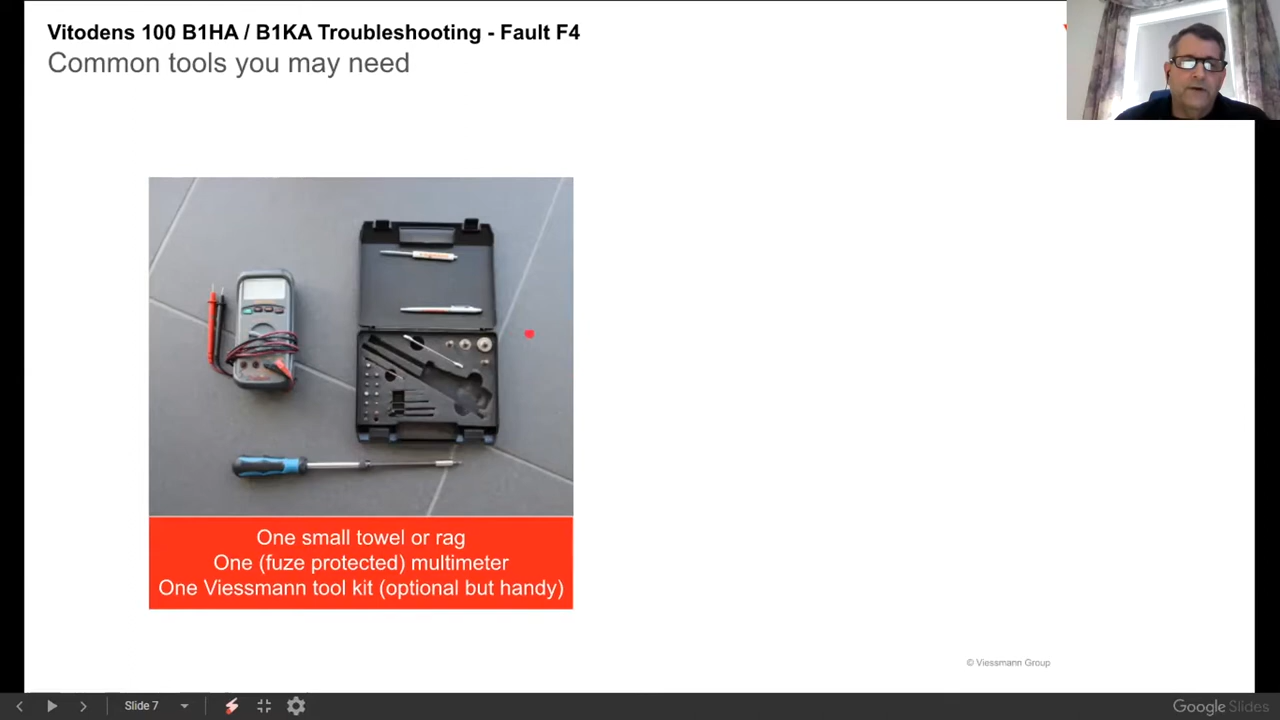 Vitodens 100 B1HA / B1KA Troubleshooting - Fault F4
Common tools you may need
One small towel or rag
One (fuze protected) multimeter
One Viessmann tool kit (optional but handy)
© Viessmann Group
Slide 7
Google Slides